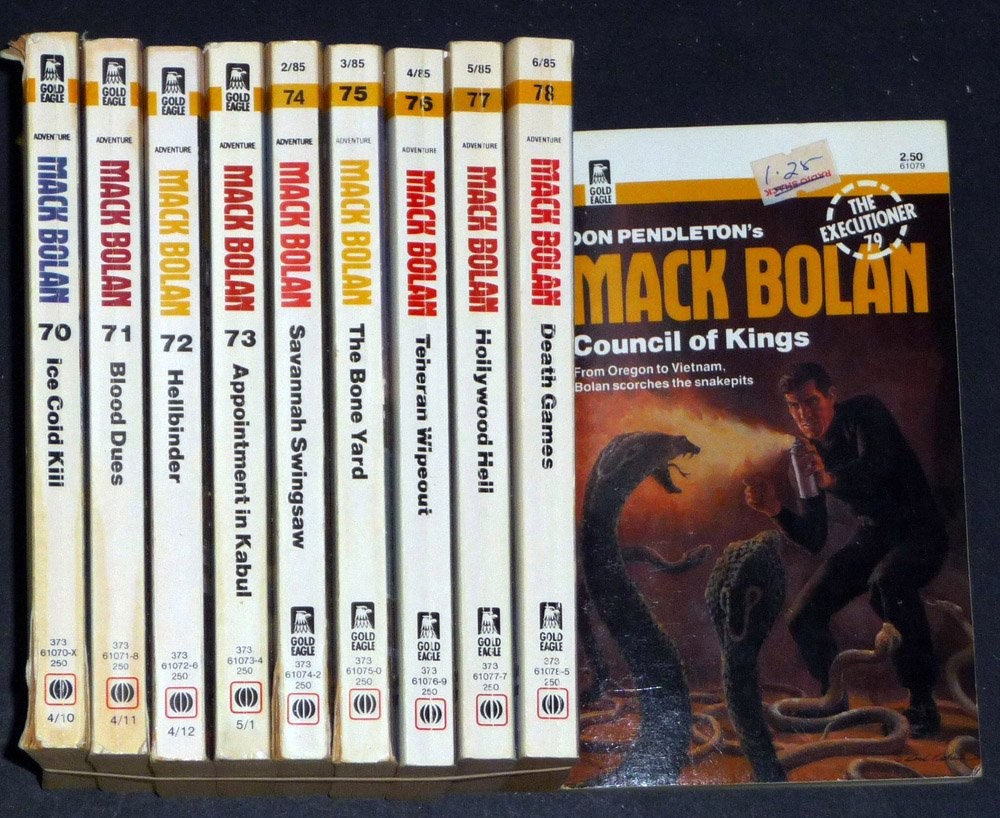 GOLD
EAGLE
ADVENTURE
MACK BOLAN
70
Ice Cold Kill
373
61070-X
250
4/10
GOLD
EAGLE
ADVENTURE
MACK BOLAN
71
Blood Dues
373
61071-8
250
4/11
GOLD
EAGLE
ADVENTURE
MACK BOLAN
72
Hellbinder
373
61072-6
250
4/12
GOLD
EAGLE
ADVENTURE
MACK BOLAN
73
Appointment in Kabul
373
61073-4
250
5/1
2/85
74
ADVENTURE
MACK BOLAN
Savannah Swingsaw
GOLD
EAGLE
373
61074-2
250
3/85
75
ADVENTURE
MACK BOLAN
The Bone Yard
GOLD
EAGLE
373
61075-0
250
4/85
76
ADVENTURE
MACK BOLAN
Teheran Wipeout
GOLD
EAGLE
373
61076-9
250
5/85
77
ADVENTURE
MACK BOLAN
Hollywood Hell
GOLD
EAGLE
373
61077-7
250
6/85
78
ADVENTURE
MACK BOLAN
Death Games
GOLD
EAGLE
373
61078-5
250
GOLD
EAGLE
1.25
RADIO SHACK
2.50
61079
THE
EXECUTIONER
79
DON PENDLETON's
MACK BOLAN
Council of Kings
From Oregon to Vietnam,
Bolan scorches the snakepits